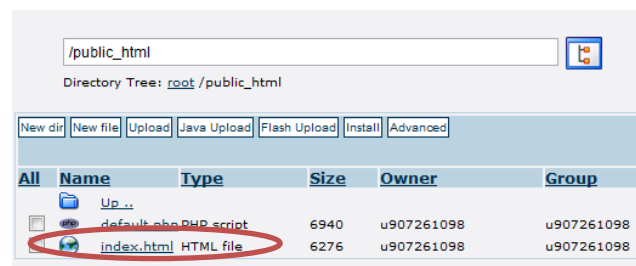 /public_html
Directory Tree: root /public_html
New dir New file Upload Java Upload Flash Upload Install Advanced
All Name Type Size Owner Group
Up ..
default.php PHP script 6940 u907261098 u907261098
index.html HTML file 6276 u907261098 u907261098